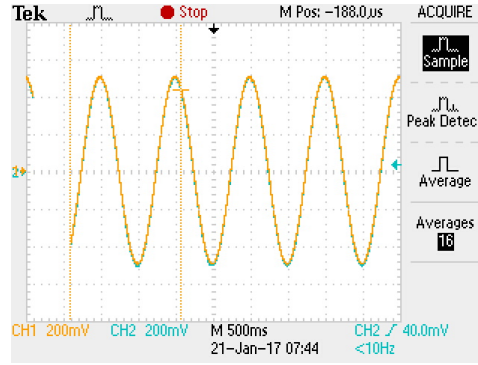 Tek Stop M Pos: -188.0µs ACQUIRE
Sample
Peak Detec
2
Average
Averages
16
CH1 200mV CH2 200mV M 500ms CH2 40.0mV
21-Jan-17 07:44 <10Hz